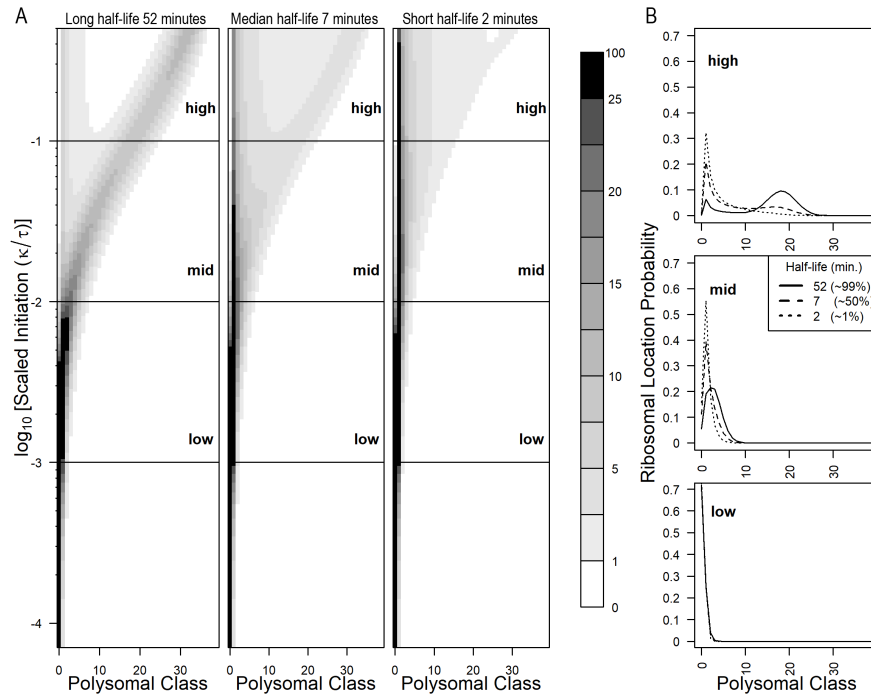 A
Long half-life 52 minutes
Median half-life 7 minutes
Short half-life 2 minutes
high
high
high
mid
mid
mid
low
low
low
-1
-2
-3
-4
log10 [Scaled Initiation (κ/τ)]
0 10 20 30
0 10 20 30
0 10 20 30
Polysomal Class
Polysomal Class
Polysomal Class
100
25
20
15
10
5
1
0
B
Ribosomal Location Probability
high
0.7
0.6
0.5
0.4
0.3
0.2
0.1
0
0 10 20 30
mid
Half-life (min.)
52 (~99%)
7 (~50%)
2 (~1%)
0.7
0.6
0.5
0.4
0.3
0.2
0.1
0
0 10 20 30
low
0.7
0.6
0.5
0.4
0.3
0.2
0.1
0
0 10 20 30
Polysomal Class